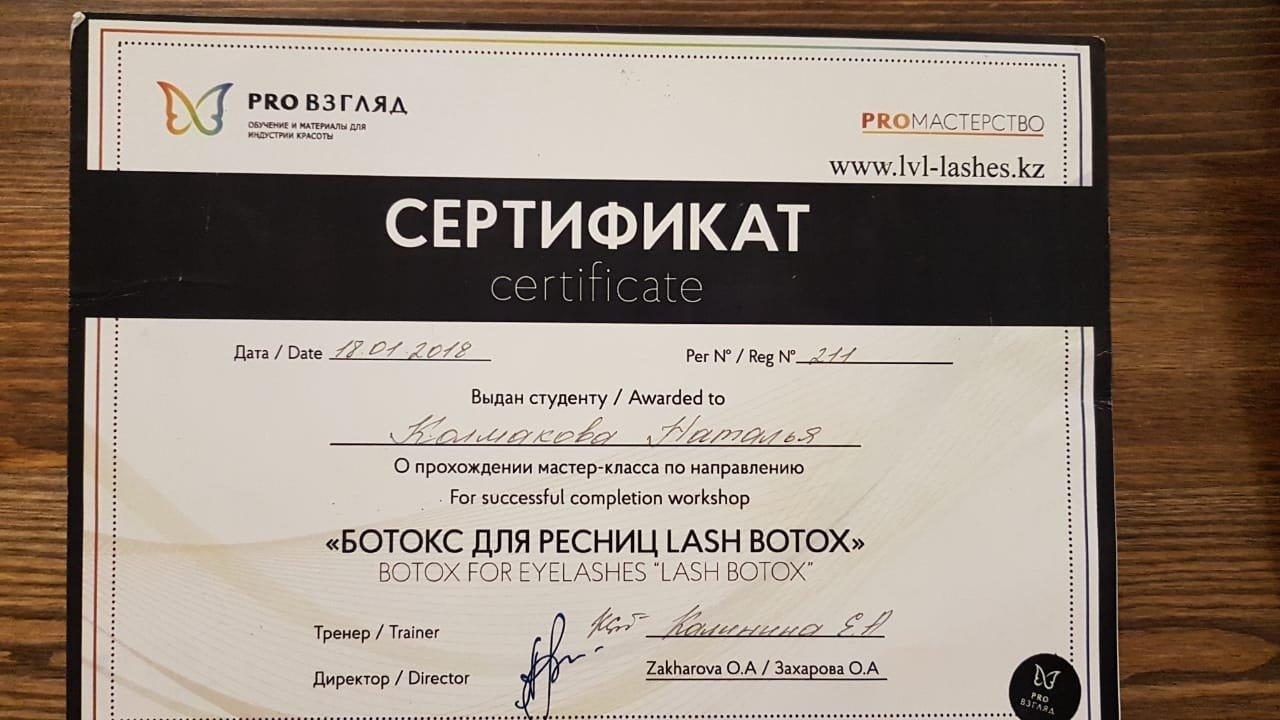 PRO ВЗГЛЯД
ОБУЧЕНИЕ И МАТЕРИАЛЫ ДЛЯ
ИНДУСТРИИ КРАСОТЫ
PROМАСТЕРСТВО
www.lvl-lashes.kz
СЕРТИФИКАТ
certificate
Дата / Date 18.01.2018
Рег N° / Reg N° 211
Выдан студенту / Awarded to
Колмакова Наталья
О прохождении мастер-класса по направлению
For successful completion workshop
«БОТОКС ДЛЯ РЕСНИЦ LASH BOTOX»
BOTOX FOR EYELASHES “LASH BOTOX”
Тренер / Trainer Калинина Е А
Директор / Director Zakharova O.A / Захарова О.А
PRO
ВЗГЛЯД